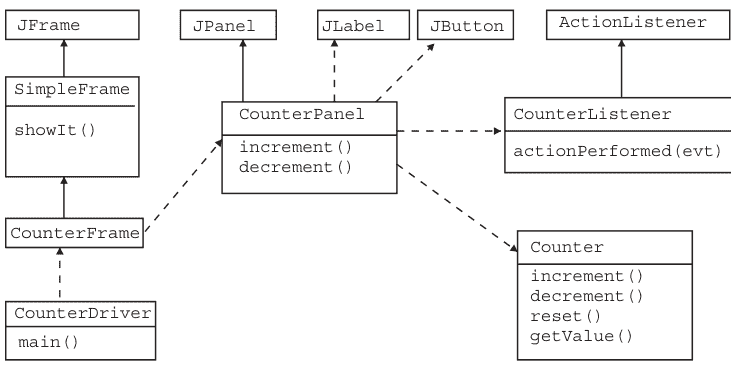 JFrame
JPanel
JLabel
JButton
ActionListener
SimpleFrame
showIt()
CounterPanel
increment()
decrement()
CounterListener
actionPerformed(evt)
CounterFrame
Counter
increment()
decrement()
reset()
getValue()
CounterDriver
main()